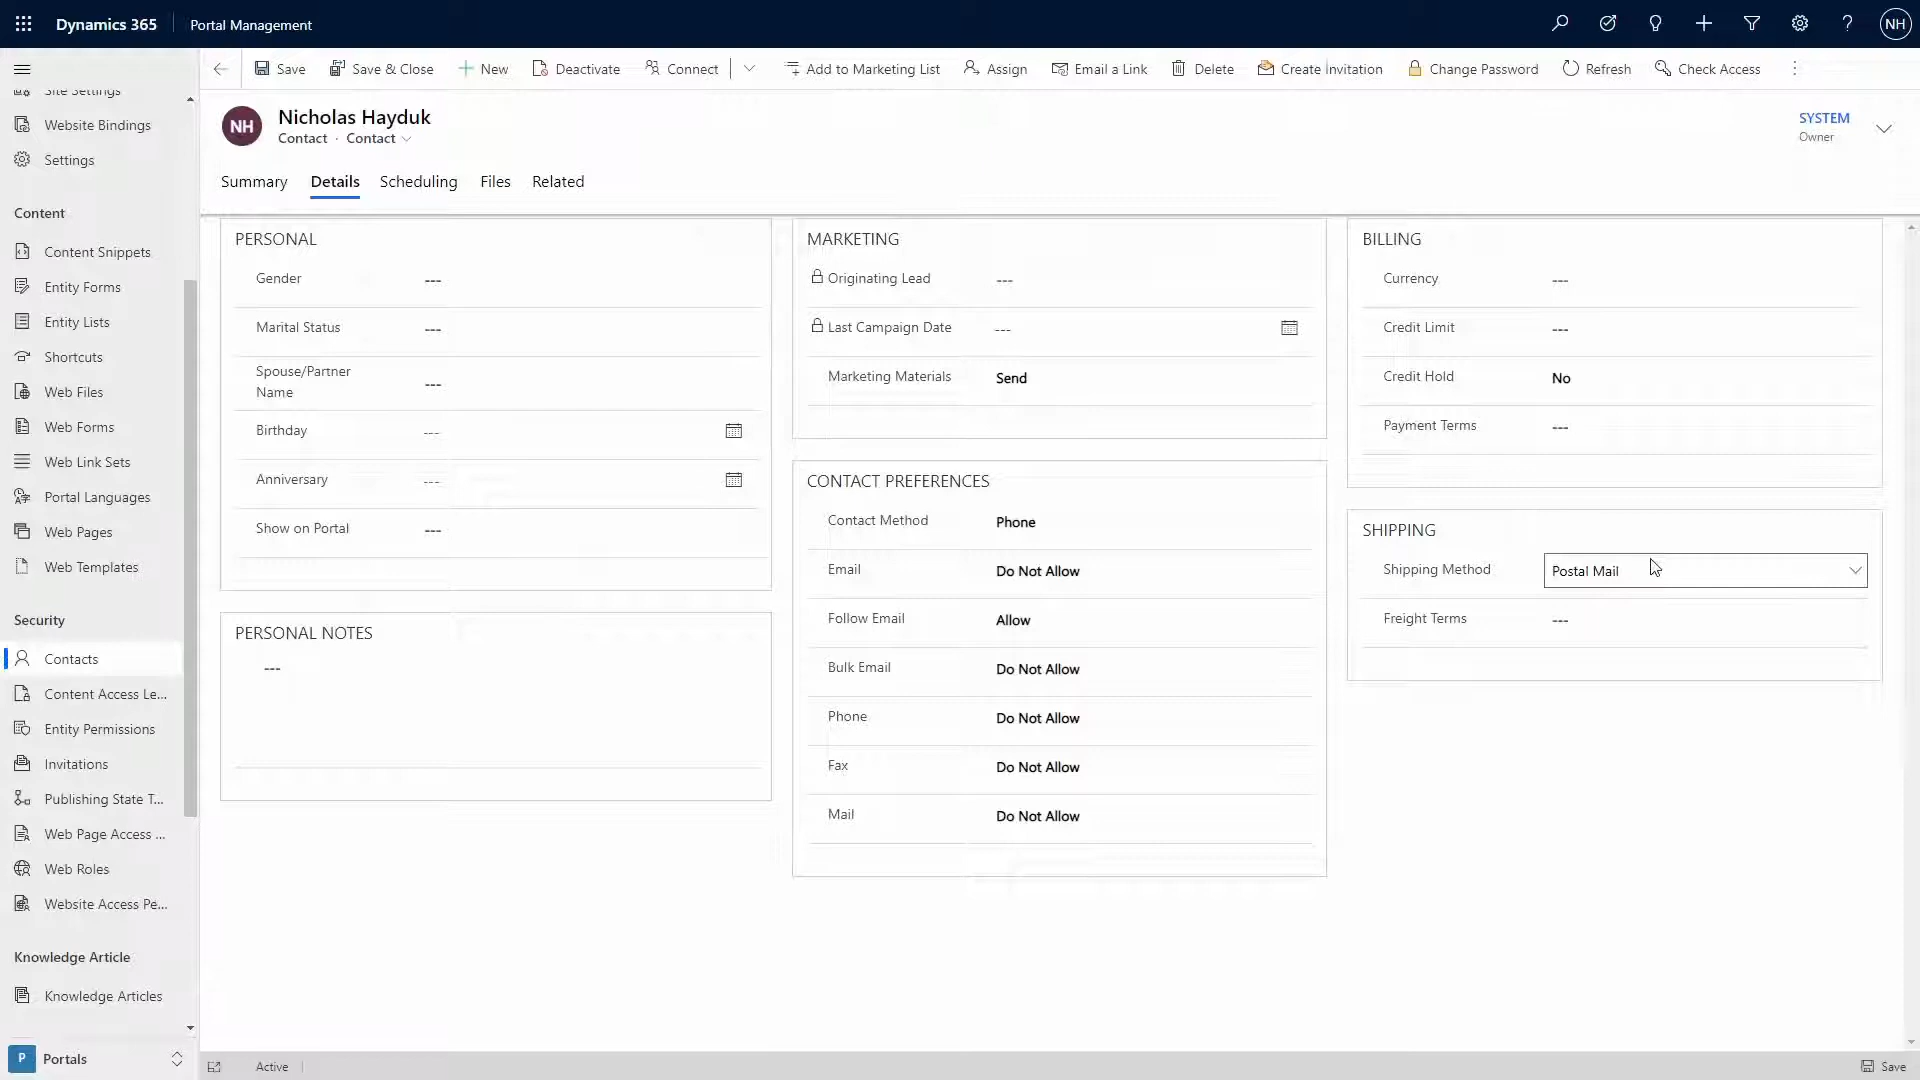 Dynamics 365
Portal Management
NH
Save
Save & Close
New
Deactivate
Connect
Add to Marketing List
Assign
Email a Link
Delete
Create Invitation
Change Password
Refresh
Check Access
Site Settings
Website Bindings
Settings
Content
Content Snippets
Entity Forms
Entity Lists
Shortcuts
Web Files
Web Forms
Web Link Sets
Portal Languages
Web Pages
Web Templates
Security
Contacts
Content Access Le...
Entity Permissions
Invitations
Publishing State T...
Web Page Access ...
Web Roles
Website Access Pe...
Knowledge Article
Knowledge Articles
P Portals
NH
Nicholas Hayduk
Contact · Contact
SYSTEM
Owner
Summary
Details
Scheduling
Files
Related
PERSONAL
Gender ---
Marital Status ---
Spouse/Partner
Name ---
Birthday ---
Anniversary ---
Show on Portal ---
PERSONAL NOTES
---
MARKETING
Originating Lead ---
Last Campaign Date ---
Marketing Materials Send
CONTACT PREFERENCES
Contact Method Phone
Email Do Not Allow
Follow Email Allow
Bulk Email Do Not Allow
Phone Do Not Allow
Fax Do Not Allow
Mail Do Not Allow
BILLING
Currency ---
Credit Limit ---
Credit Hold No
Payment Terms ---
SHIPPING
Shipping Method Postal Mail
Freight Terms ---
Active
Save